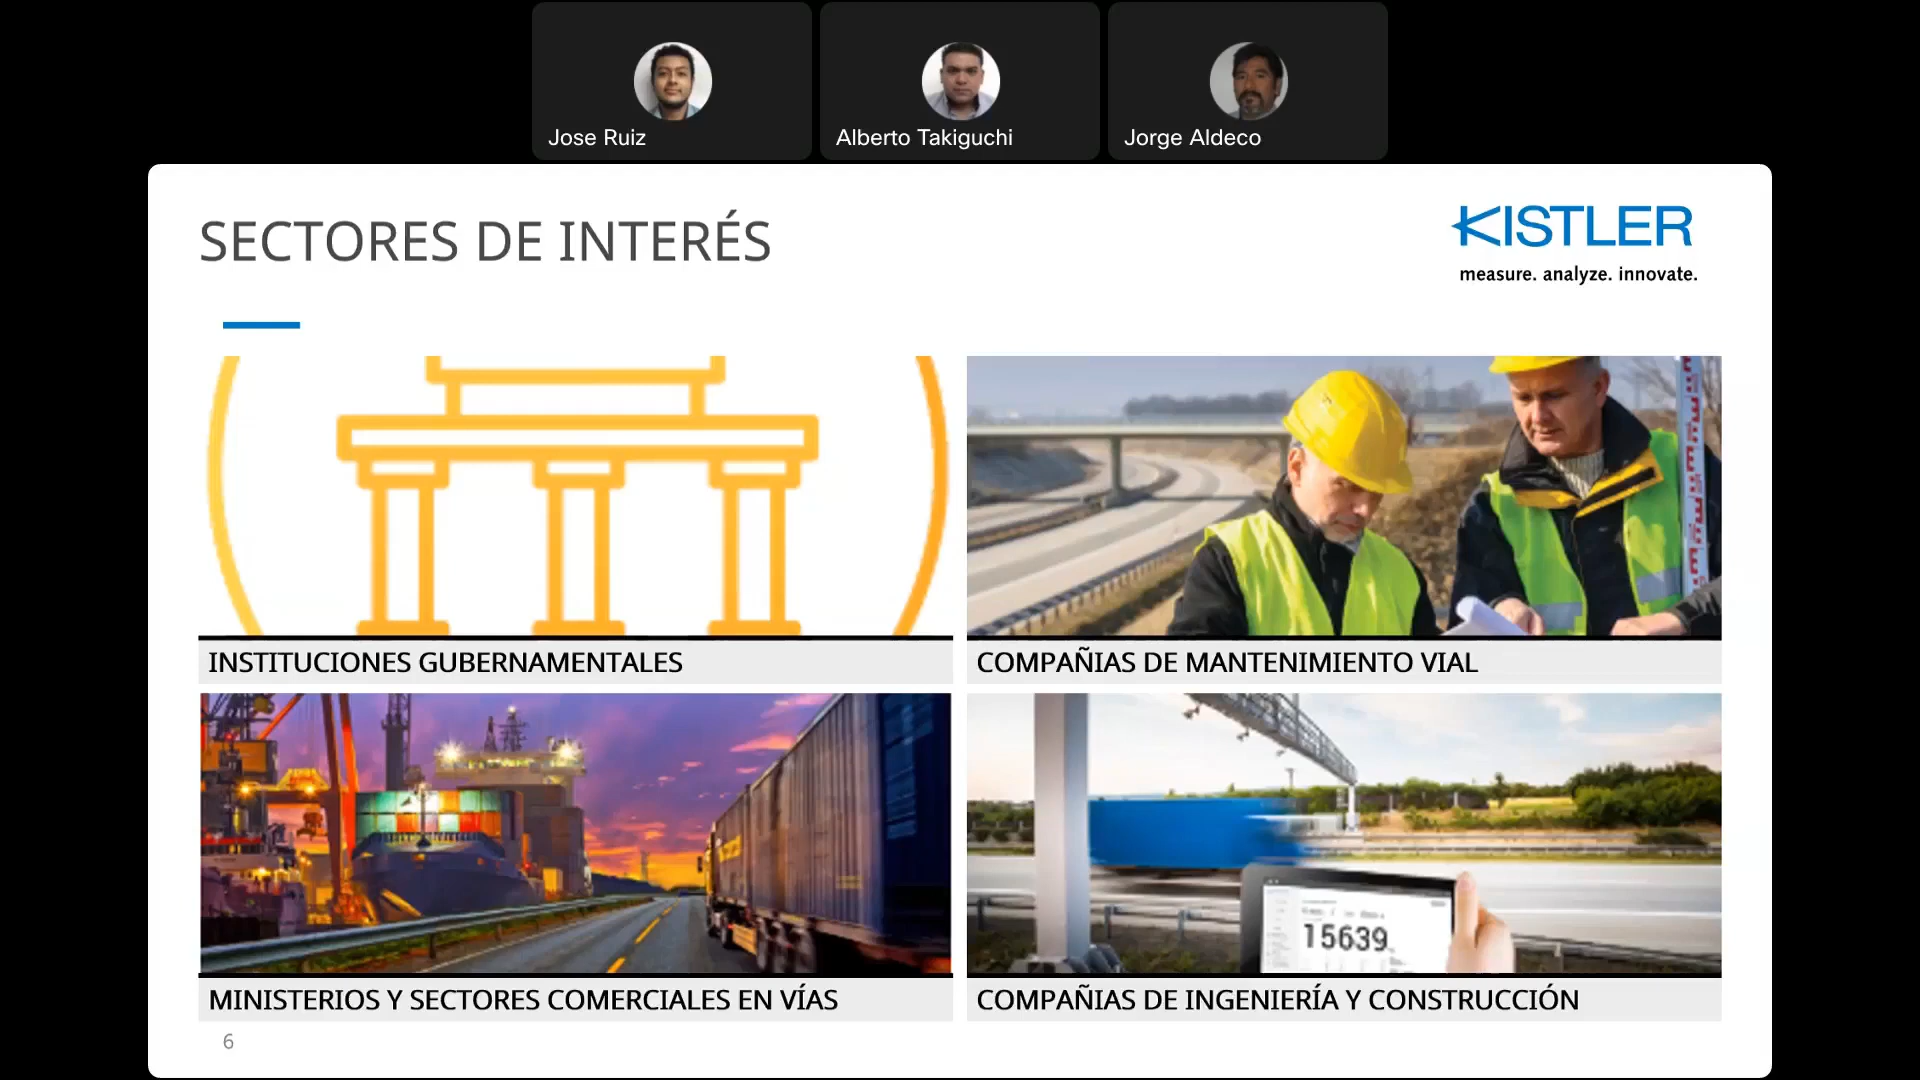 Jose Ruiz
Alberto Takiguchi
Jorge Aldeco
SECTORES DE INTERÉS
KISTLER
measure. analyze. innovate.
INSTITUCIONES GUBERNAMENTALES
COMPAÑIAS DE MANTENIMIENTO VIAL
15639
MINISTERIOS Y SECTORES COMERCIALES EN VÍAS
COMPAÑIAS DE INGENIERÍA Y CONSTRUCCIÓN
6